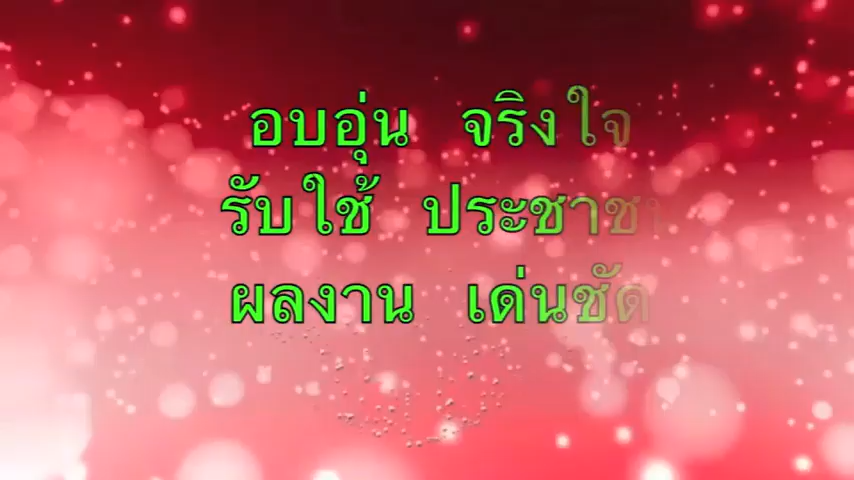 อบอุ่น จริงใจ
รับใช้ ประชาชน
ผลงาน เด่นชัด